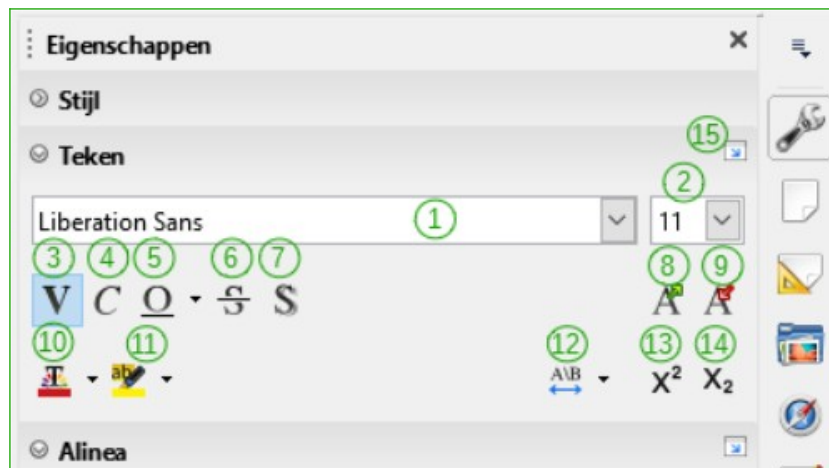 Eigenschappen
Stijl
15
Teken
2
Liberation Sans 1 11
3 4 5 6 7 8 9
V C O S S A A
10 11 12 13 14
T ab A\B X² X₂
Alinea